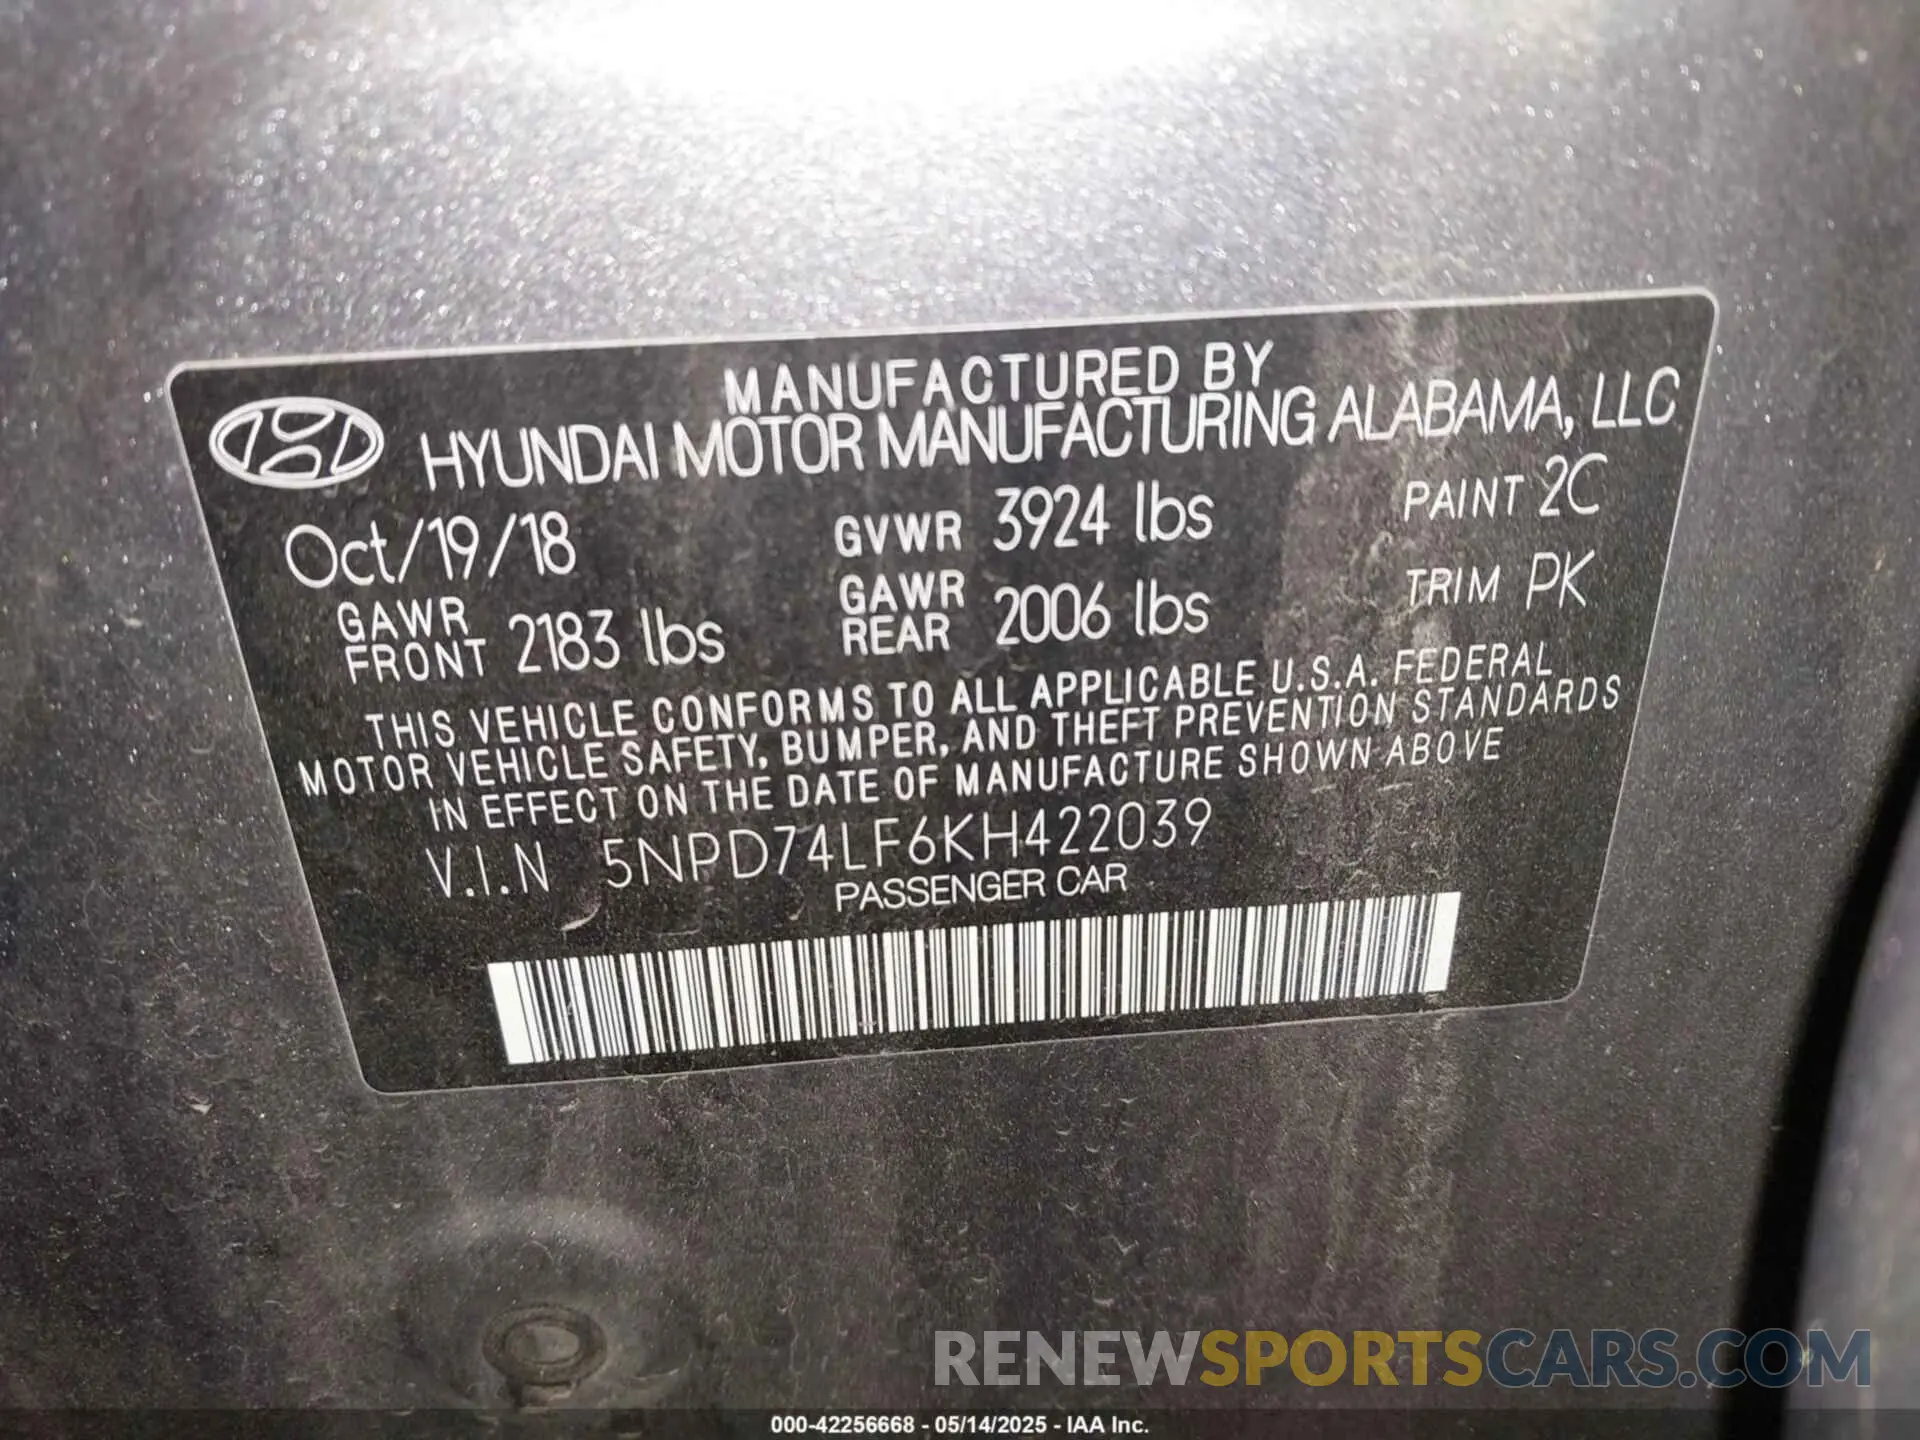 MANUFACTURED BY
HYUNDAI MOTOR MANUFACTURING ALABAMA, LLC
Oct/19/18 GVWR 3924 lbs PAINT 2C
GAWR FRONT 2183 lbs GAWR REAR 2006 lbs TRIM PK
THIS VEHICLE CONFORMS TO ALL APPLICABLE U.S.A. FEDERAL
MOTOR VEHICLE SAFETY, BUMPER, AND THEFT PREVENTION STANDARDS
IN EFFECT ON THE DATE OF MANUFACTURE SHOWN ABOVE
V.I.N 5NPD74LF6KH422039
PASSENGER CAR
RENEWSPORTSCARS.COM
000-42256668 - 05/14/2025 - IAA Inc.